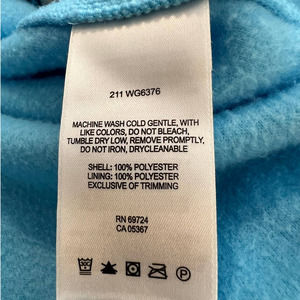 211 WG6376
MACHINE WASH COLD GENTLE, WITH
LIKE COLORS, DO NOT BLEACH,
TUMBLE DRY LOW, REMOVE PROMPTLY,
DO NOT IRON, DRYCLEANABLE
SHELL: 100% POLYESTER
LINING: 100% POLYESTER
EXCLUSIVE OF TRIMMING
RN 69724
CA 05367
P